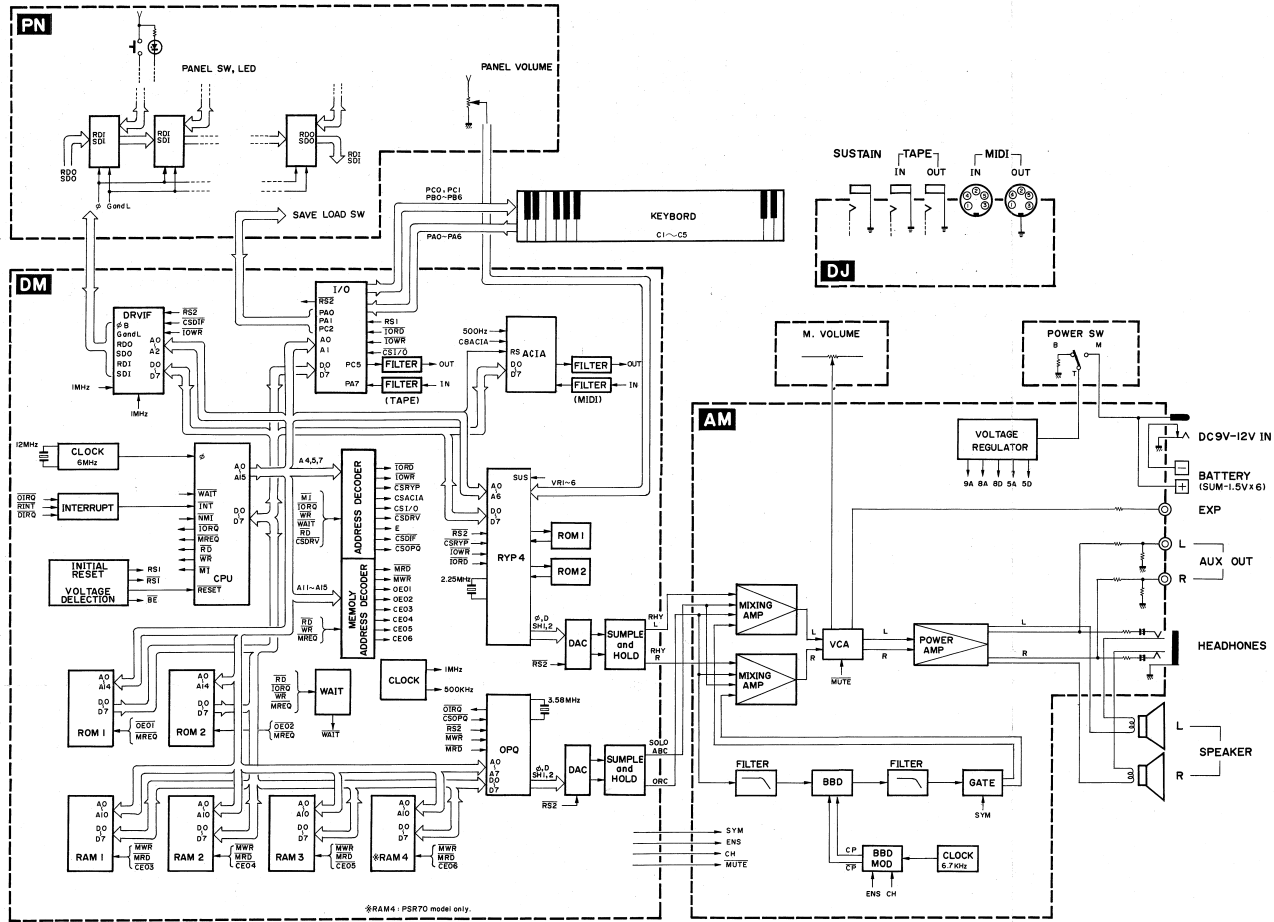 PN
PANEL SW, LED
PANEL VOLUME
RDI
SDI
RDI
SDI
RDO
SDO
RDO
SDO
RDI
SDI
φ GandL
SAVE LOAD SW
PC0, PC1
PB0~PB6
PA0~PA6
KEYBORD
C1~C5
SUSTAIN
TAPE
IN
OUT
MIDI
IN
OUT
DJ
DM
DRVIF
φB
GandL
RDO
SDO
RDI
SDI
A0
A2
D0
D7
RS2
CSDIF
IOWR
1MHz
1MHz
I/O
RS2
PA0
PA1
PC2
A0
A1
D0
D7
PC5
PA7
RS1
IORD
IOWR
CSI/O
FILTER
OUT
FILTER
IN
(TAPE)
500Hz
CBACIA
RS
ACIA
D0
D7
FILTER
OUT
FILTER
IN
(MIDI)
M. VOLUME
POWER SW
B
M
T
12MHz
CLOCK
6MHz
OIRQ
RINT
DIRQ
INTERRUPT
INITIAL
RESET
VOLTAGE
DELECTION
RS1
RS1
BE
φ
A0
A15
WAIT
INT
NMI
IORQ
MREQ
RD
WR
M1
RESET
D0
D7
CPU
A4,5,7
M1
IORQ
WR
WAIT
RD
CSDRV
ADDRESS DECODER
IORD
IOWR
CSRYP
CSACIA
CSI/O
CSDRV
E
CSDIF
CSOPQ
A11~A15
RD
WR
MREQ
MEMOLY
ADDRESS DECODER
MRD
MWR
OE01
OE02
CE03
CE04
CE05
CE06
SUS
VR1~6
A0
A6
D0
D7
RS2
CSRYP
IOWR
IORD
2.25MHz
RYP4
ROM1
ROM2
φ,D
SH1,2
DAC
RS2
SUMPLE
and
HOLD
RHY
L
RHY
R
CLOCK
1MHz
500KHz
A0
A14
D0
D7
ROM 1
OE01
MREQ
A0
A14
D0
D7
ROM 2
OE02
MREQ
RD
IORQ
WR
MREQ
WAIT
WAIT
OIRQ
CSOPQ
RS2
MWR
MRD
3.58MHz
OPQ
A0
A7
D0
D7
φ,D
SH1,2
DAC
RS2
SUMPLE
and
HOLD
SOLO
ABC
ORC
A0
A10
D0
D7
RAM 1
MWR
MRD
CE03
A0
A10
D0
D7
RAM 2
MWR
MRD
CE04
A0
A10
D0
D7
RAM 3
MWR
MRD
CE05
A0
A10
D0
D7
※RAM 4
MWR
MRD
CE06
※RAM4 : PSR70 model only.
SYM
ENS
CH
MUTE
AM
VOLTAGE
REGULATOR
9A 8A 8D 5A 5D
DC9V-12V IN
BATTERY
(SUM-1.5V×6)
EXP
L
AUX OUT
R
MIXING
AMP
MIXING
AMP
L
R
VCA
MUTE
L
R
POWER
AMP
L
R
HEADPHONES
L
SPEAKER
R
FILTER
BBD
FILTER
GATE
SYM
CP
CP
BBD
MOD
ENS CH
CLOCK
6.7KHz